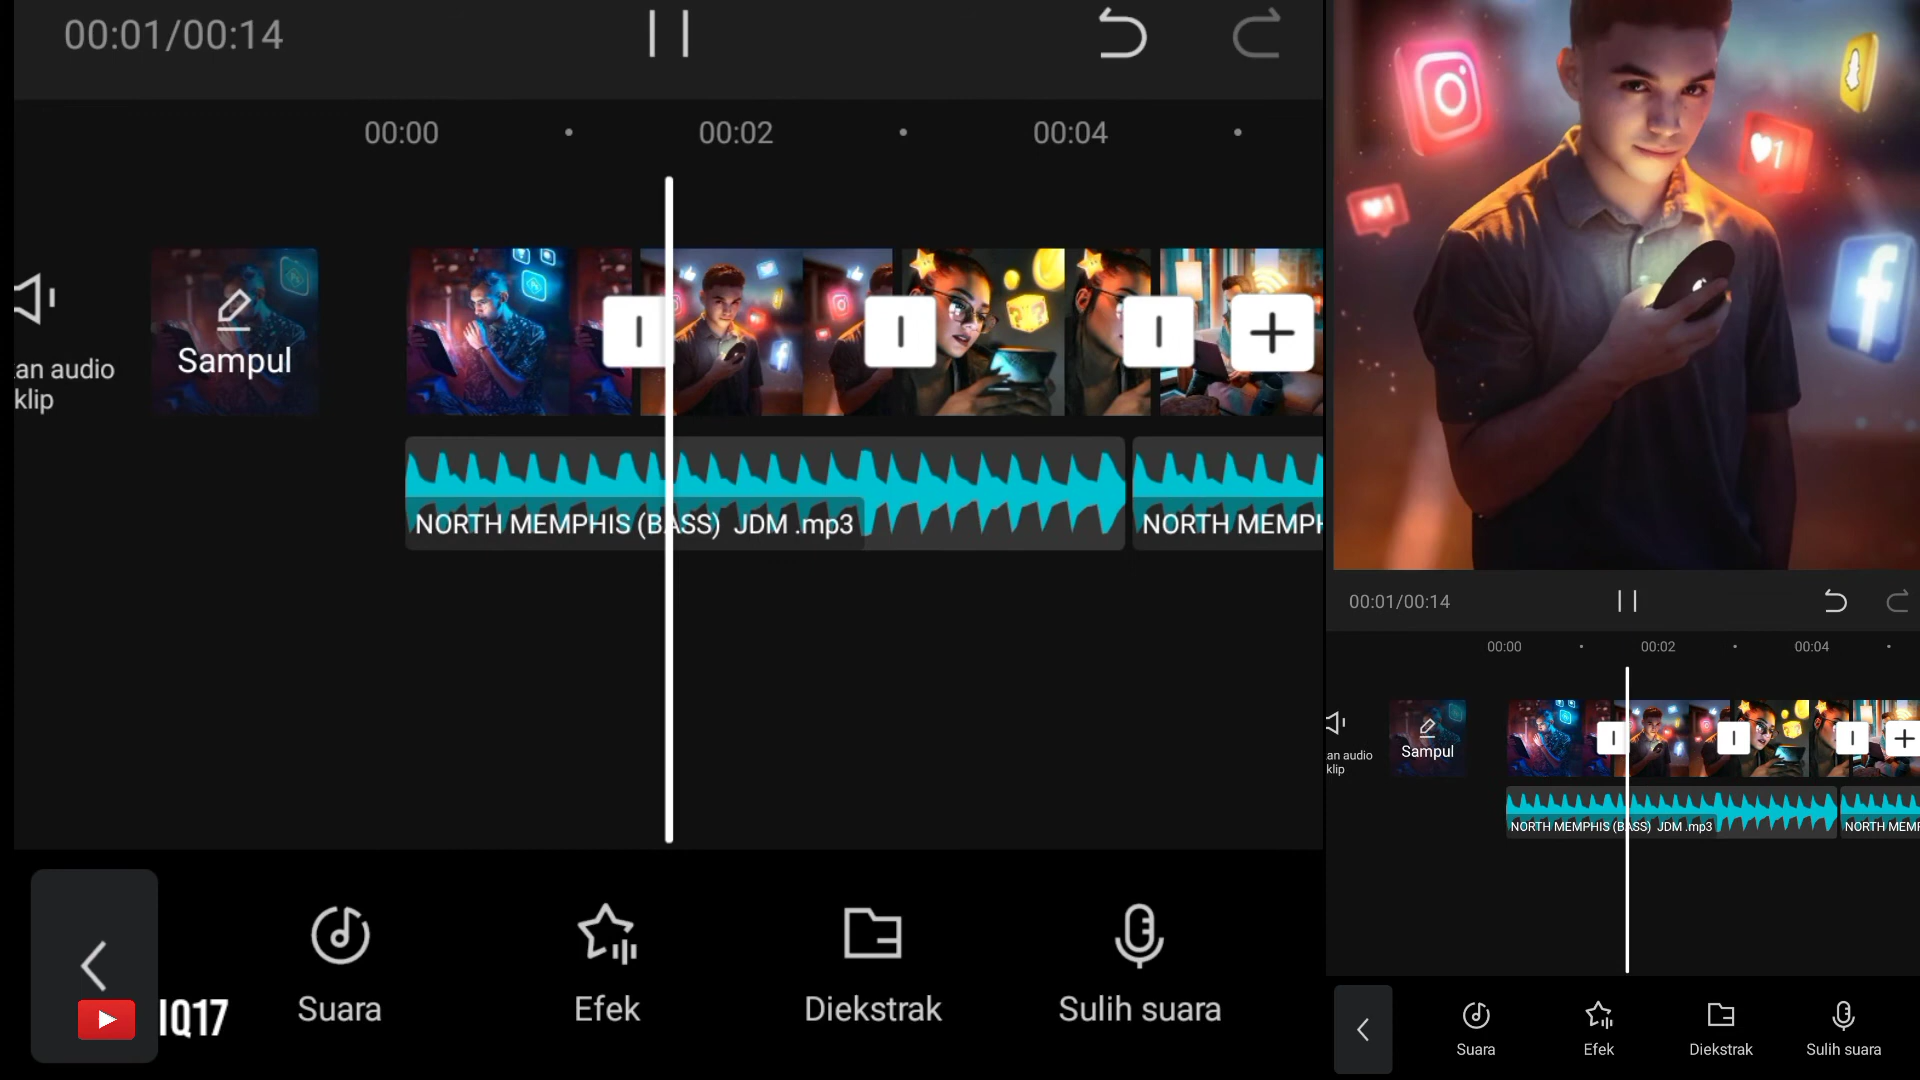 00:01/00:14
00:00
00:02
00:04
an audio
klip
Sampul
NORTH MEMPHIS (BASS) JDM .mp3
NORTH MEMPH
IQ17
Suara
Efek
Diekstrak
Sulih suara
1
00:01/00:14
00:00
00:02
00:04
an audio
klip
Sampul
NORTH MEMPHIS (BASS) JDM .mp3
NORTH MEMP
Suara
Efek
Diekstrak
Sulih suara